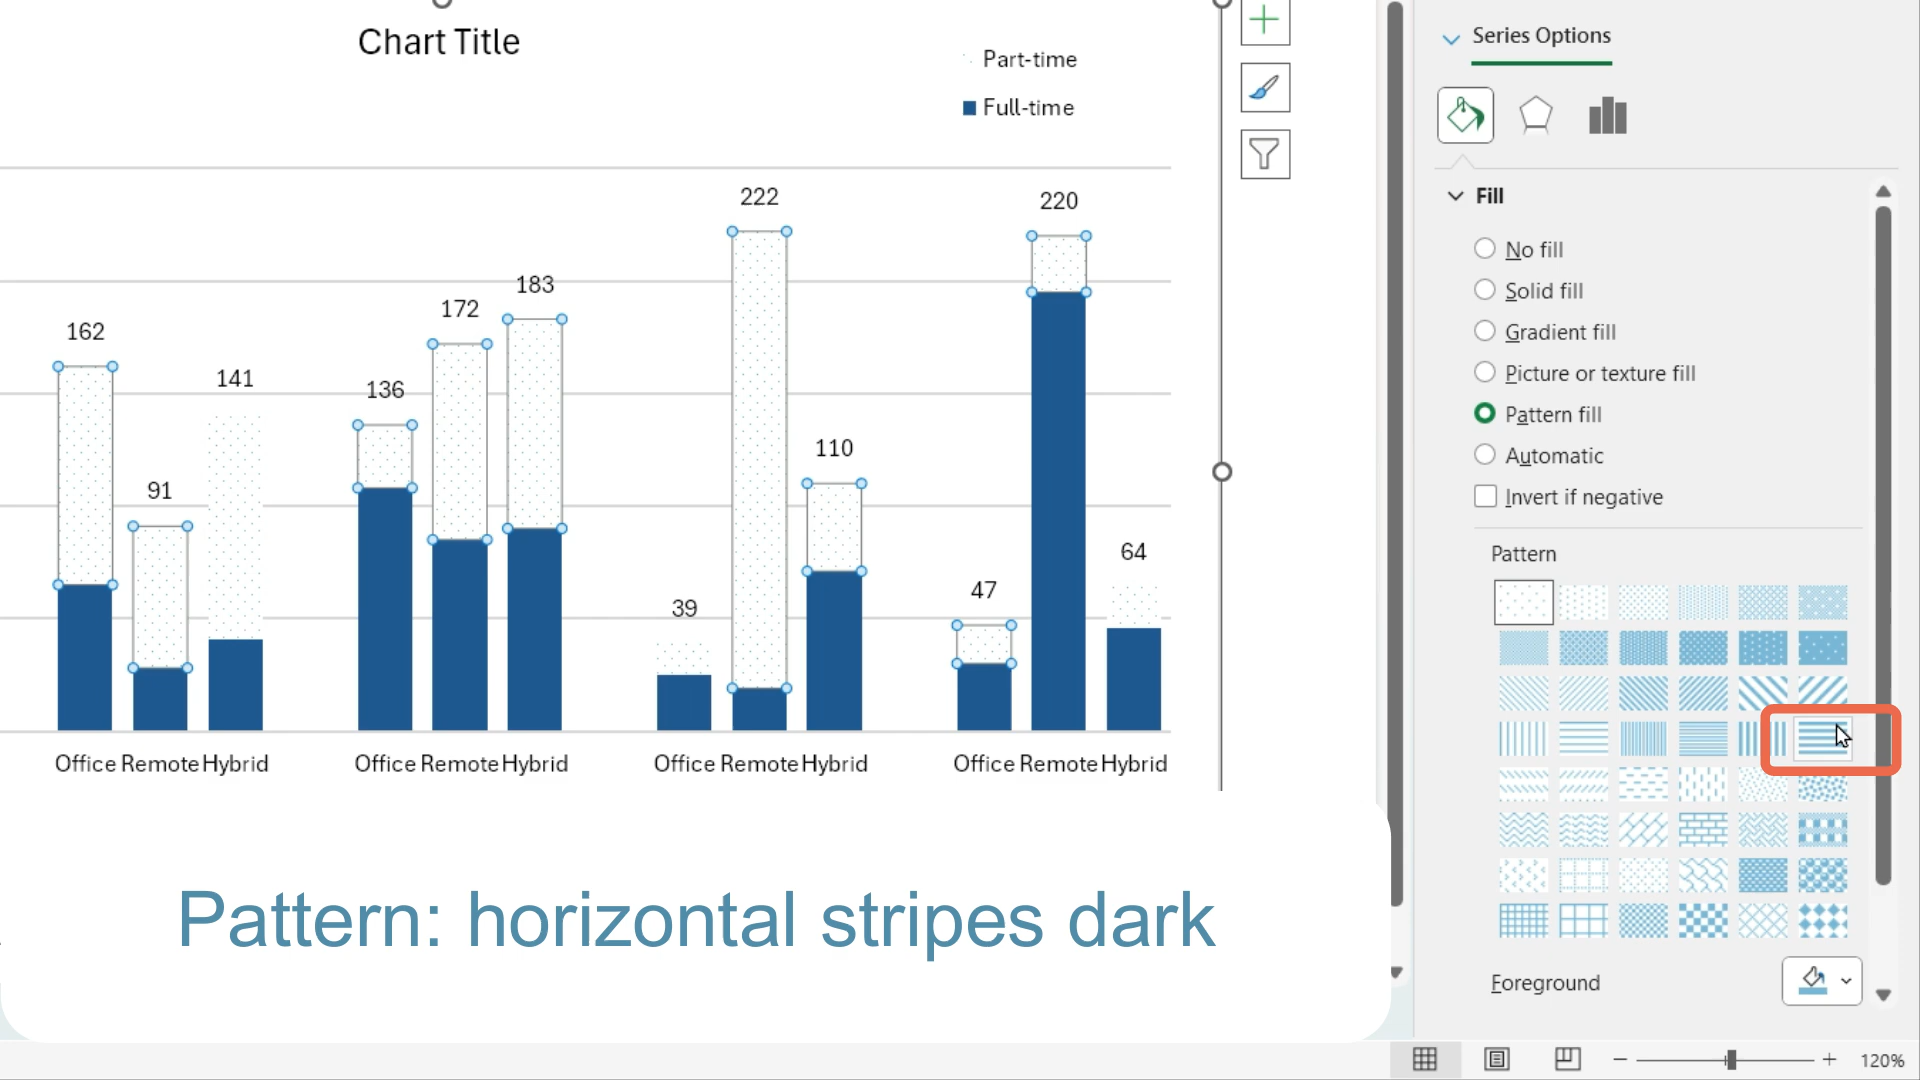 Chart Title
Part-time
Full-time
222
220
183
172
162
141
136
110
91
64
47
39
Office Remote Hybrid
Office Remote Hybrid
Office Remote Hybrid
Office Remote Hybrid
Pattern: horizontal stripes dark
Series Options
Fill
No fill
Solid fill
Gradient fill
Picture or texture fill
Pattern fill
Automatic
Invert if negative
Pattern
Foreground
120%